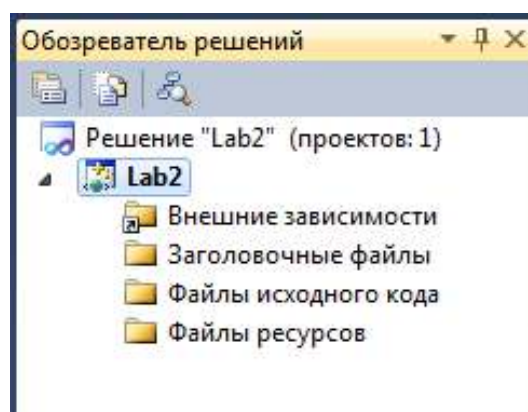 Обозреватель решений
Решение "Lab2" (проектов: 1)
Lab2
Внешние зависимости
Заголовочные файлы
Файлы исходного кода
Файлы ресурсов